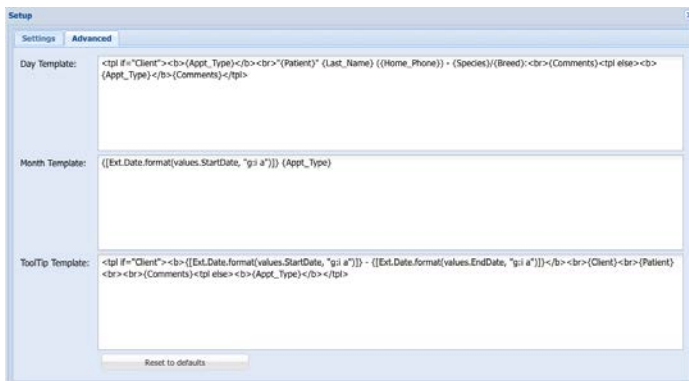 Setup
Settings
Advanced
Day Template:
<tpl if="Client"><b>{Appt_Type}</b><br>"{Patient}" {Last_Name} ({Home_Phone}) - {Species}/{Breed}:<br>{Comments}<tpl else><b>
{Appt_Type}</b>{Comments}</tpl>
Month Template:
{[Ext.Date.format(values.StartDate, "g:i a")]} {Appt_Type}
ToolTip Template:
<tpl if="Client"><b>{[Ext.Date.format(values.StartDate, "g:i a")]} - {[Ext.Date.format(values.EndDate, "g:i a")]}</b><br>{Client}<br>{Patient}
<br><br>{Comments}<tpl else><b>{Appt_Type}</b></tpl>
Reset to defaults